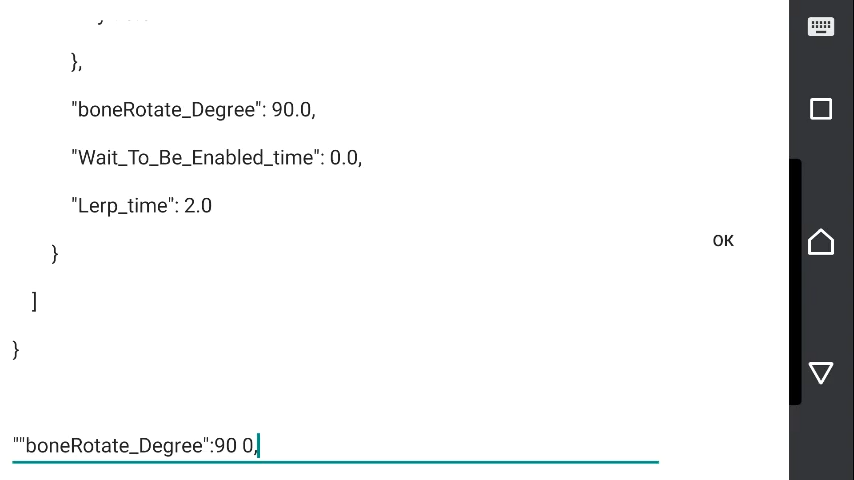 },
"boneRotate_Degree": 90.0,
"Wait_To_Be_Enabled_time": 0.0,
"Lerp_time": 2.0
}
]
}
OK
""boneRotate_Degree":90 0,